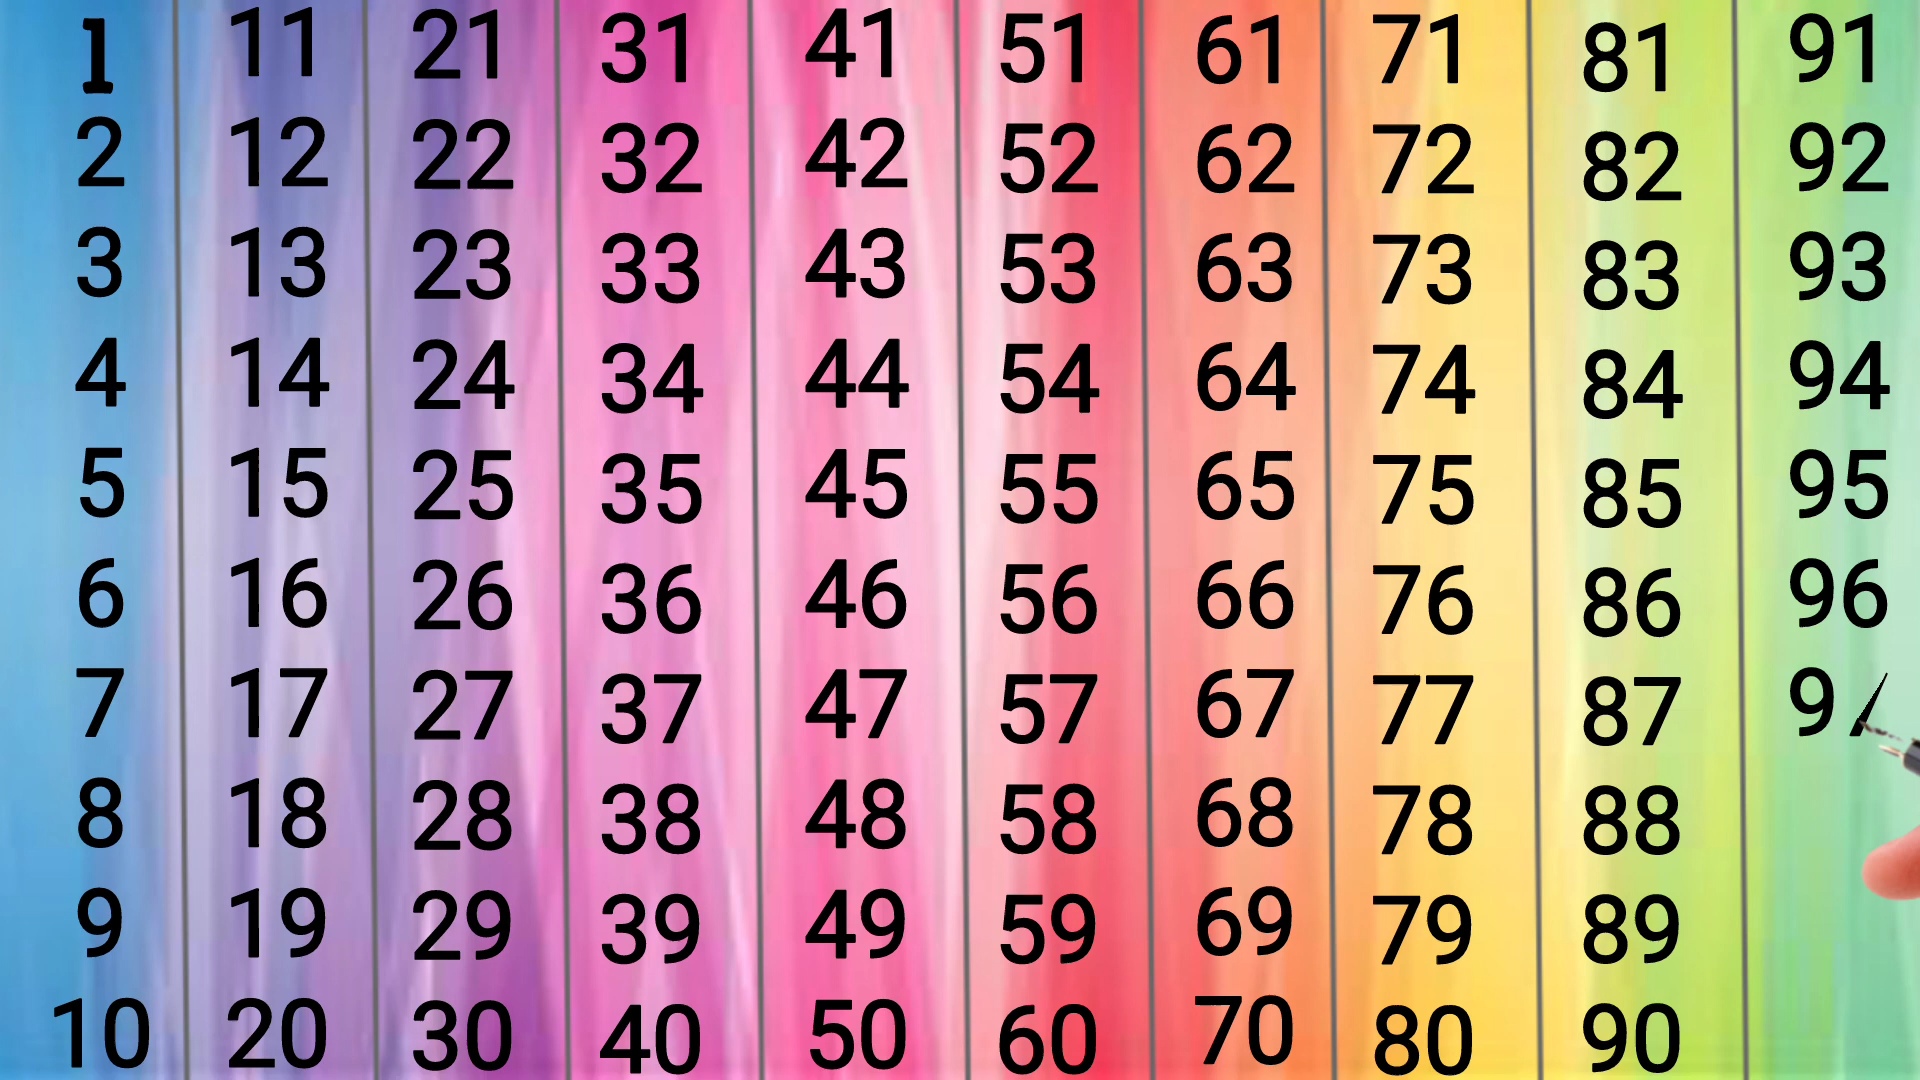 1 11 21 31 41 51 61 71 81 91
2 12 22 32 42 52 62 72 82 92
3 13 23 33 43 53 63 73 83 93
4 14 24 34 44 54 64 74 84 94
5 15 25 35 45 55 65 75 85 95
6 16 26 36 46 56 66 76 86 96
7 17 27 37 47 57 67 77 87 9
8 18 28 38 48 58 68 78 88
9 19 29 39 49 59 69 79 89
10 20 30 40 50 60 70 80 90